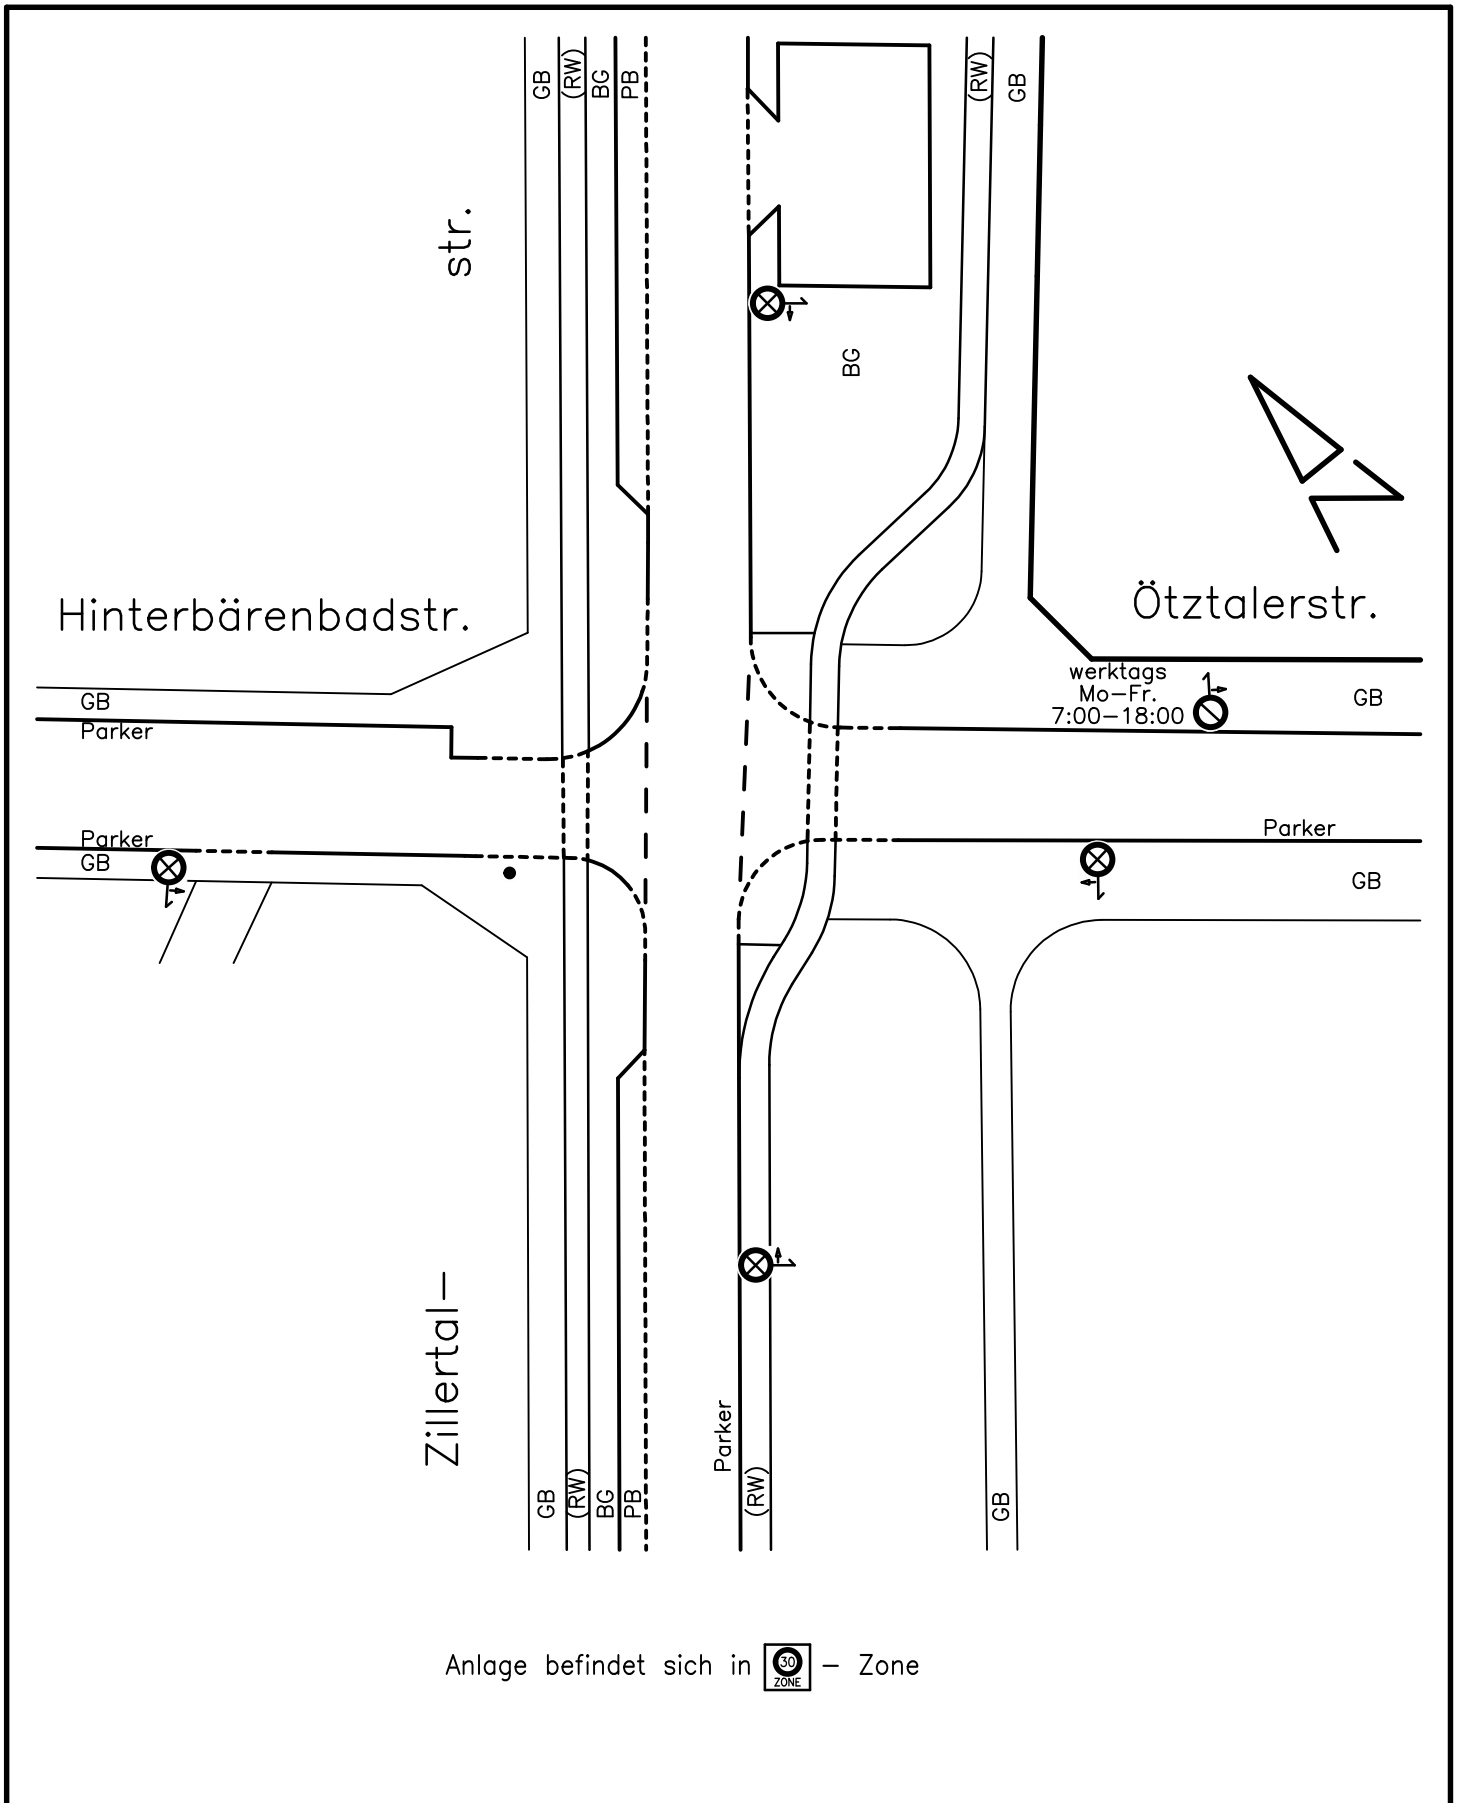 GB
(RW)
BG
PB
(RW)
GB
str.
BG
N
Hinterbärenbadstr.
Ötztalerstr.
werktags
Mo–Fr.
7:00–18:00
GB
GB
Parker
Parker
Parker
GB
GB
Zillertal–
Parker
GB
(RW)
BG
PB
(RW)
GB
Anlage befindet sich in 30 ZONE – Zone